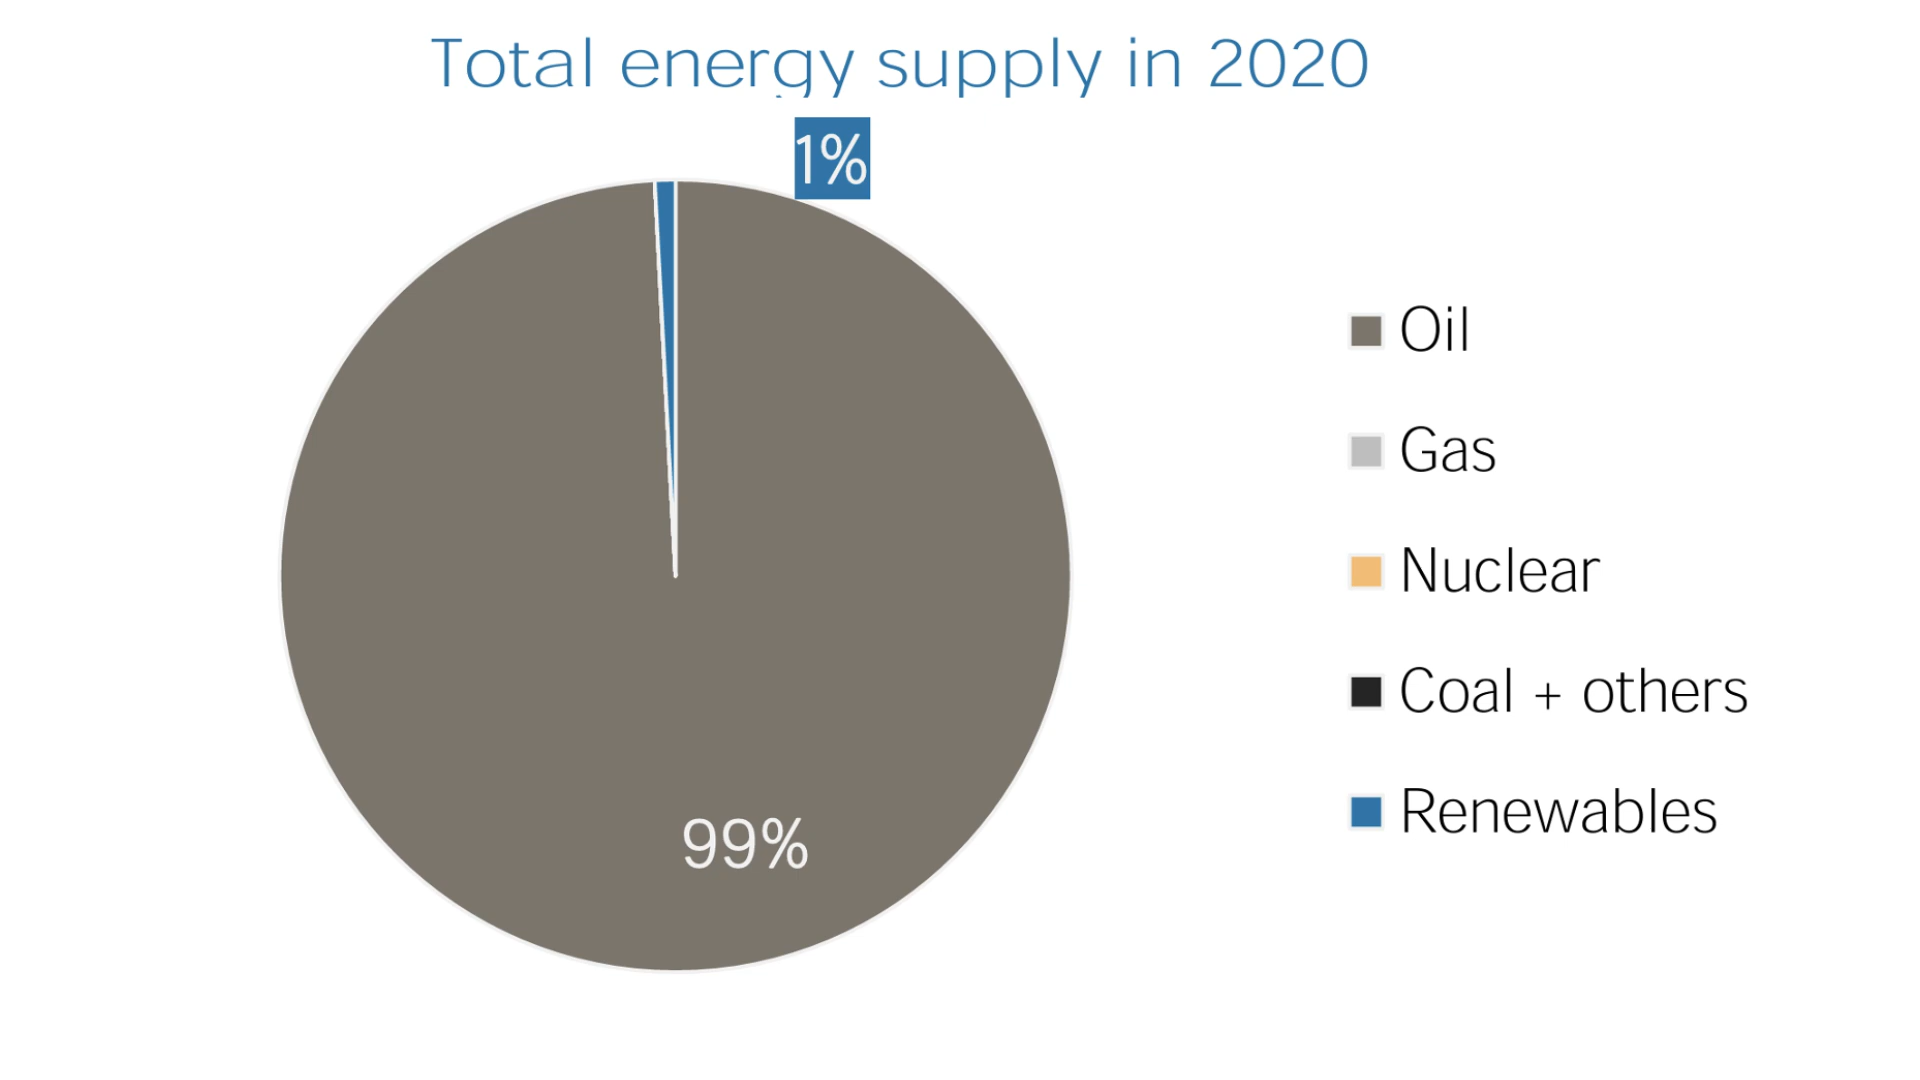 Total energy supply in 2020
1%
99%
Oil
Gas
Nuclear
Coal + others
Renewables